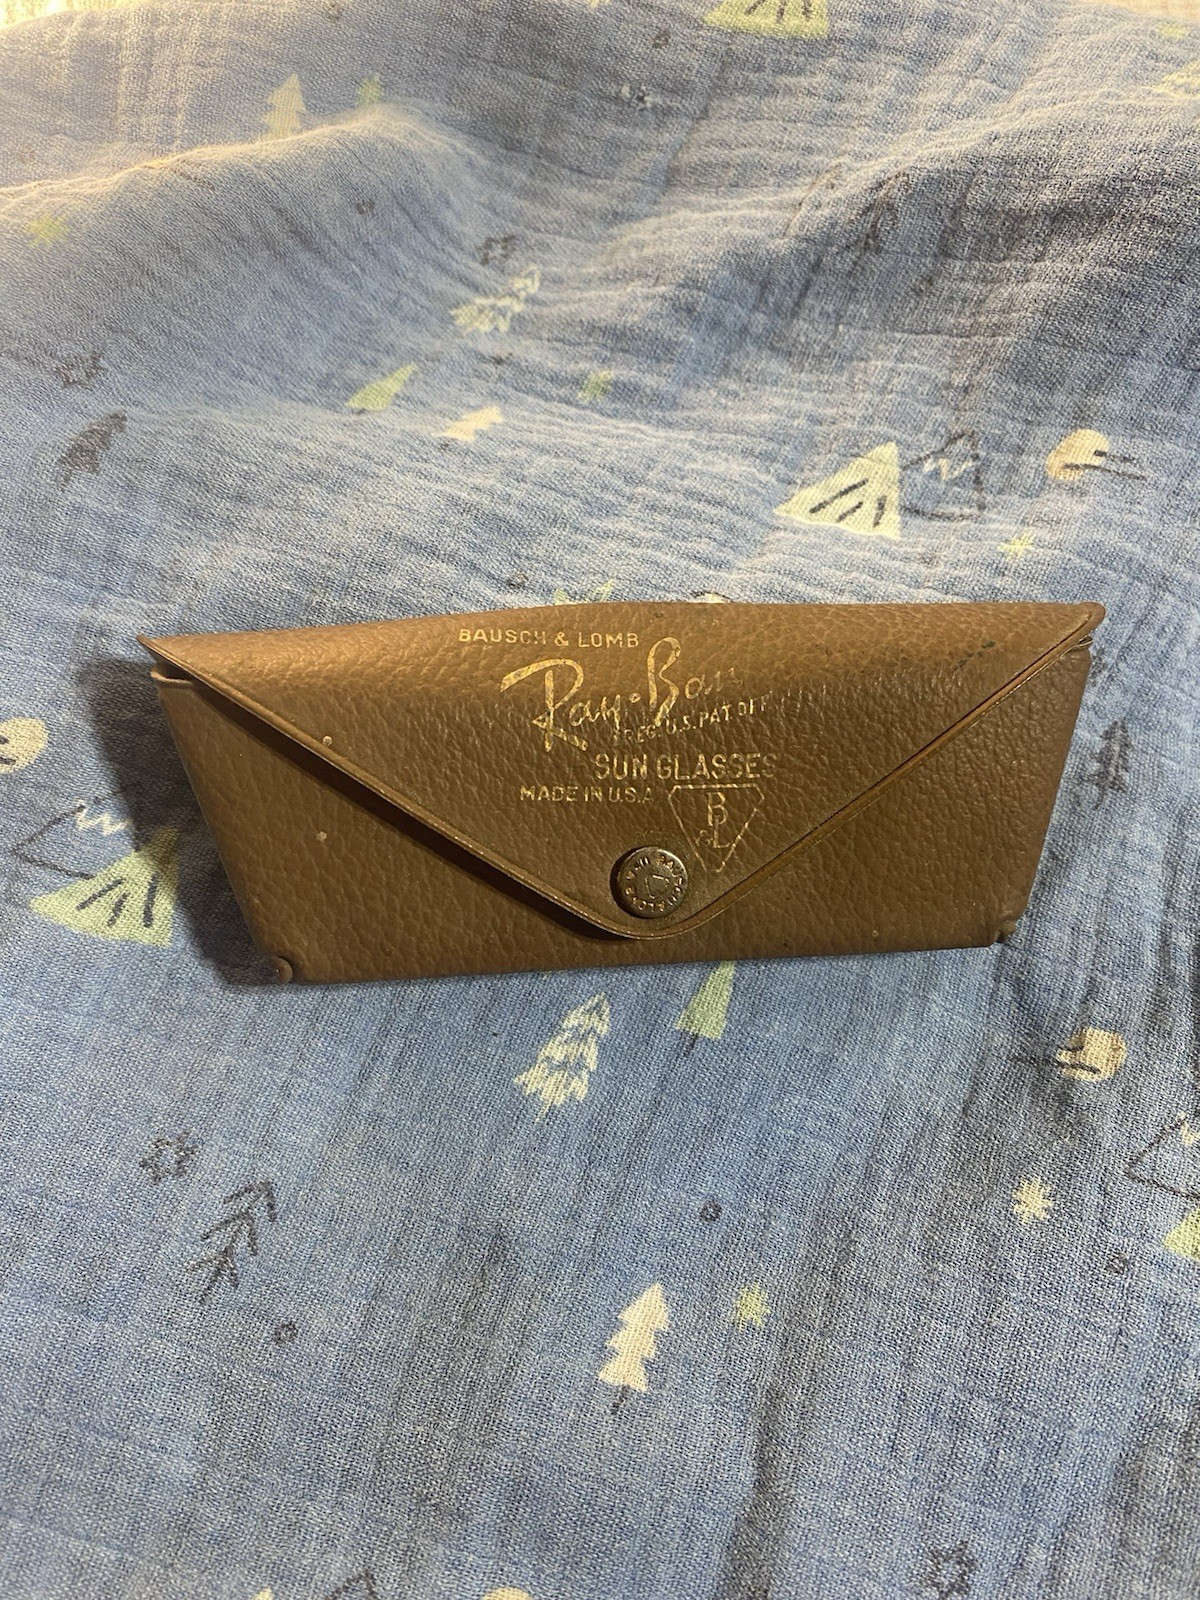 BAUSCH & LOMB
Ray-Ban
REG. U.S. PAT. OFF.
SUN GLASSES
MADE IN U.S.A
B
&L